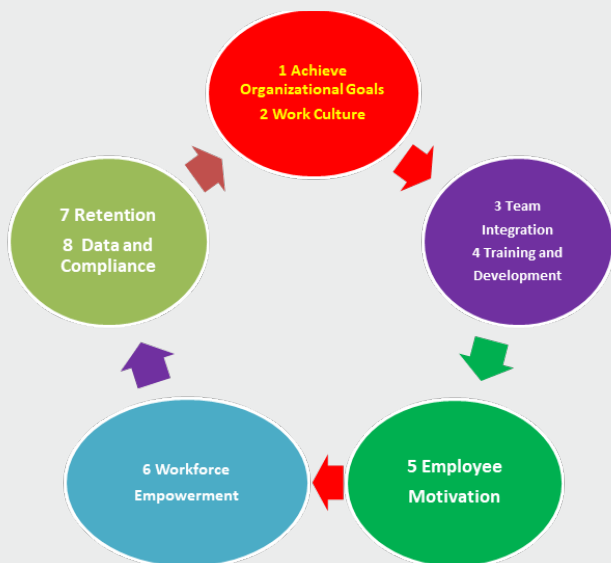 1 Achieve
Organizational Goals
2 Work Culture
3 Team
Integration
4 Training and
Development
5 Employee
Motivation
6 Workforce
Empowerment
7 Retention
8 Data and
Compliance